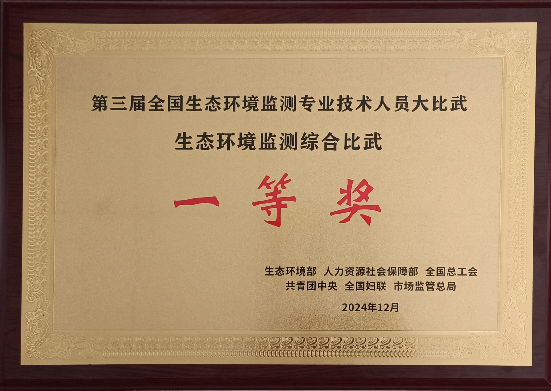 第三届全国生态环境监测专业技术人员大比武
生态环境监测综合比武
一等奖
生态环境部 人力资源社会保障部 全国总工会
共青团中央 全国妇联 市场监管总局
2024年12月